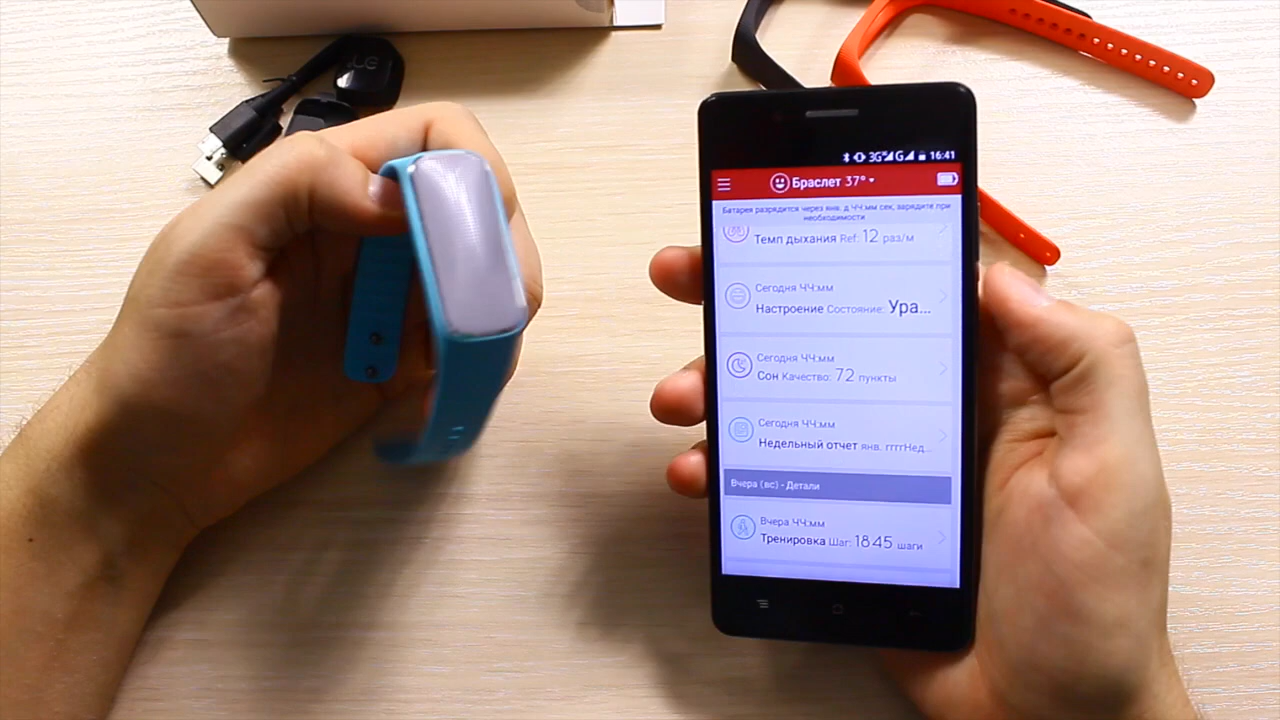 3G G 16:41
Браслет 37°
Батарея разрядится через янв. д ЧЧ:мм сек, зарядите при
необходимости
Темп дыхания Ref: 12 раз/м
Сегодня ЧЧ:мм
Настроение Состояние: Ура...
Сегодня ЧЧ:мм
Сон Качество: 72 пункты
Сегодня ЧЧ:мм
Недельный отчет янв. ггггНед...
Вчера (вс) - Детали
Вчера ЧЧ:мм
Тренировка Шаг: 1845 шаги